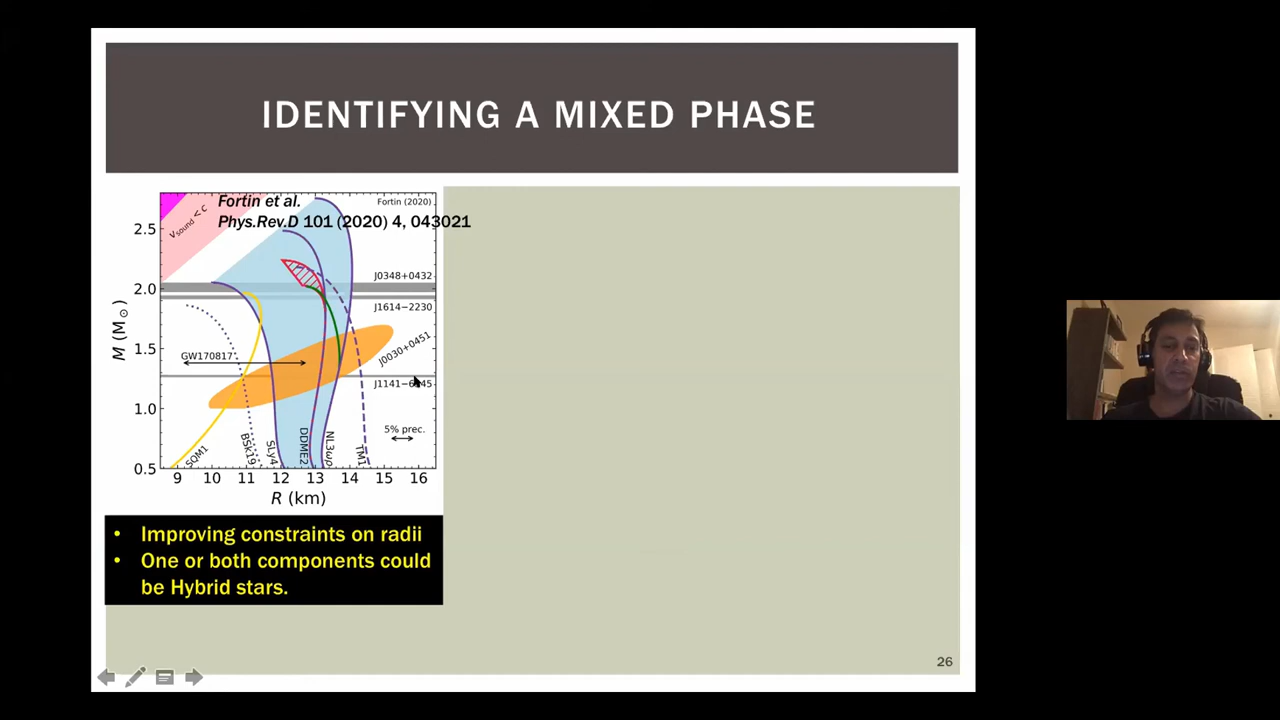 IDENTIFYING A MIXED PHASE
Fortin et al.
Phys.Rev.D 101 (2020) 4, 043021
Fortin (2020)
v_sound < c
2.5
2.0
1.5
1.0
0.5
M (M⊙)
J0348+0432
J1614−2230
J0030+0451
GW170817
5% prec.
SQM1
BSk19
SLy4
DDME2
NL3ωρ
TM1
9 10 11 12 13 14 15 16
R (km)
• Improving constraints on radii
• One or both components could
be Hybrid stars.
26